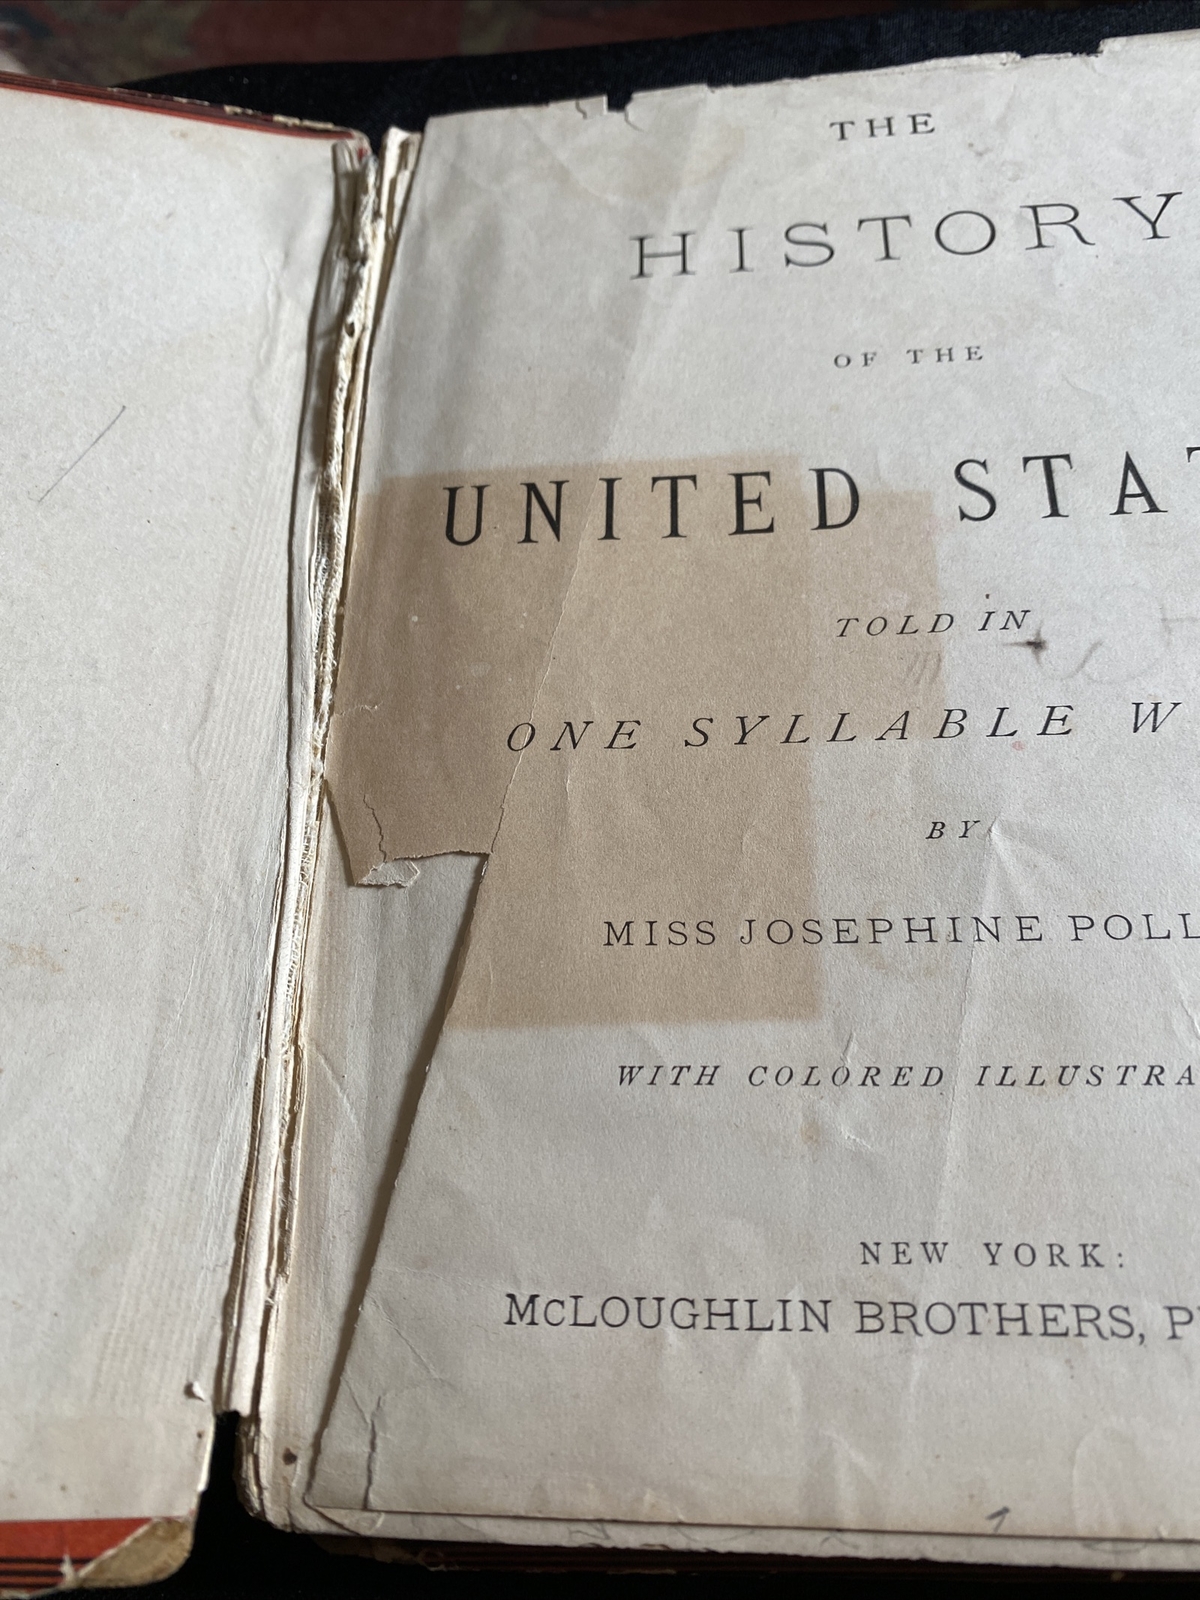 THE
HISTORY
OF THE
UNITED STAT
TOLD IN
ONE SYLLABLE W
BY
MISS JOSEPHINE POLL
WITH COLORED ILLUSTRA
NEW YORK:
McLOUGHLIN BROTHERS, P